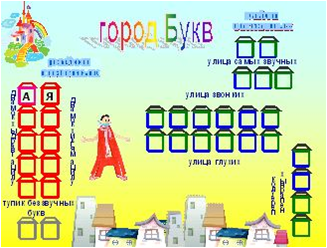 город Букв
район
гласных
район
согласных
улица самых звучных
улица звонких
А Я
улица глухих
тупик беззвучных
букв